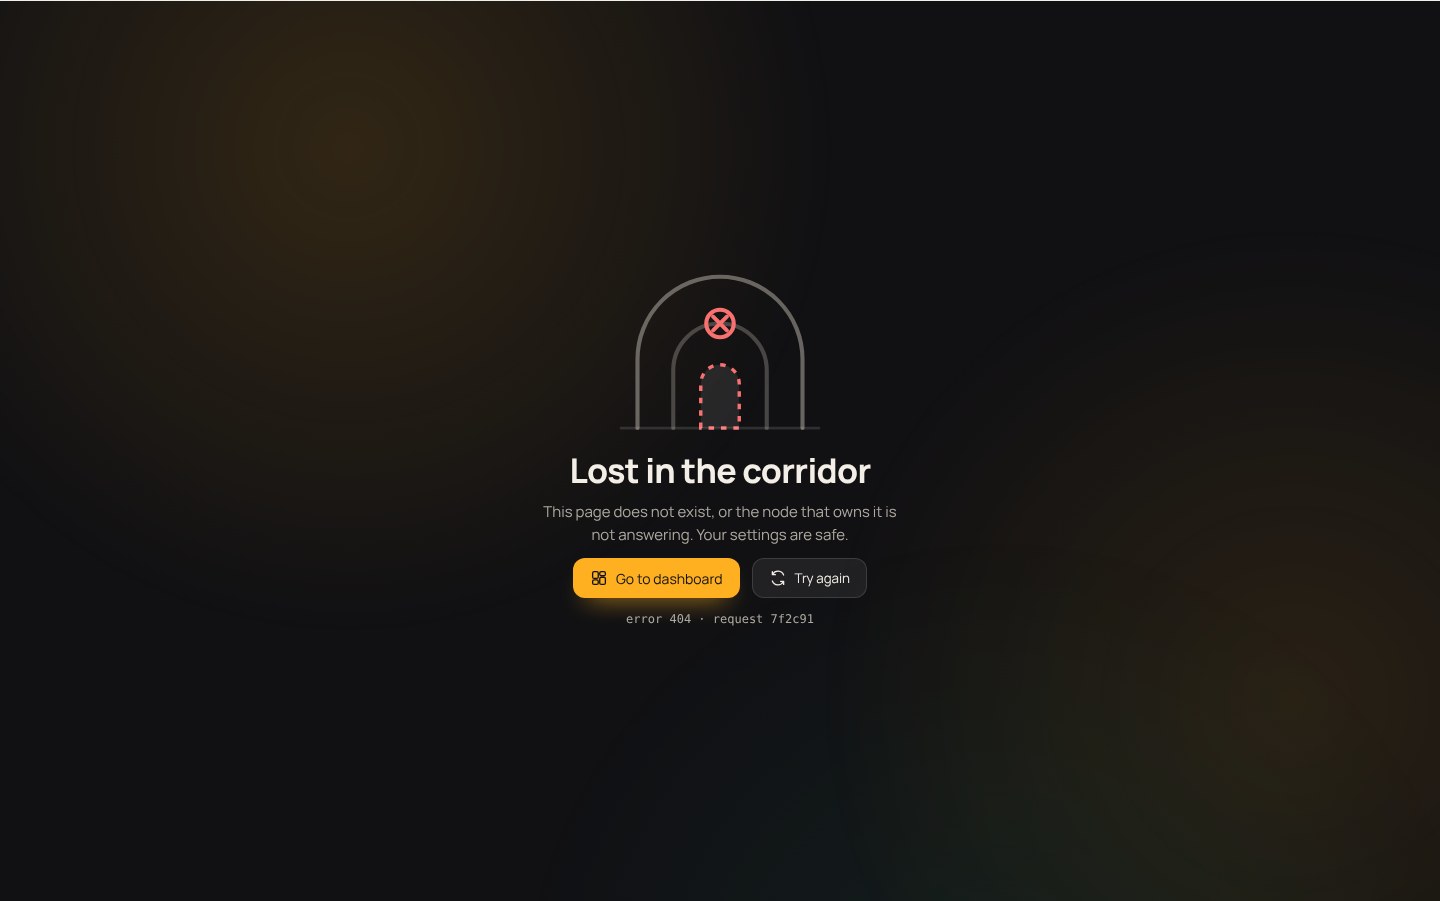 Lost in the corridor
This page does not exist, or the node that owns it is
not answering. Your settings are safe.
Go to dashboard
Try again
error 404 · request 7f2c91